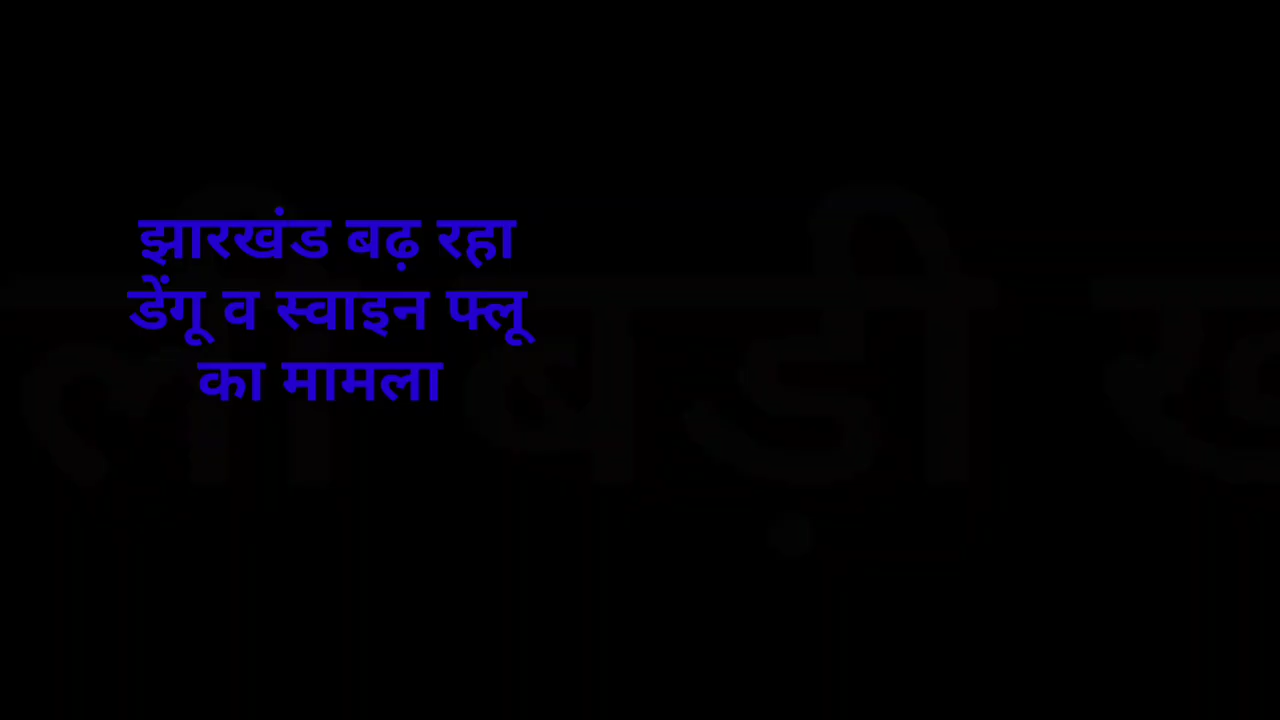 झारखंड बढ़ रहा
डेंगू व स्वाइन फ्लू
का मामला